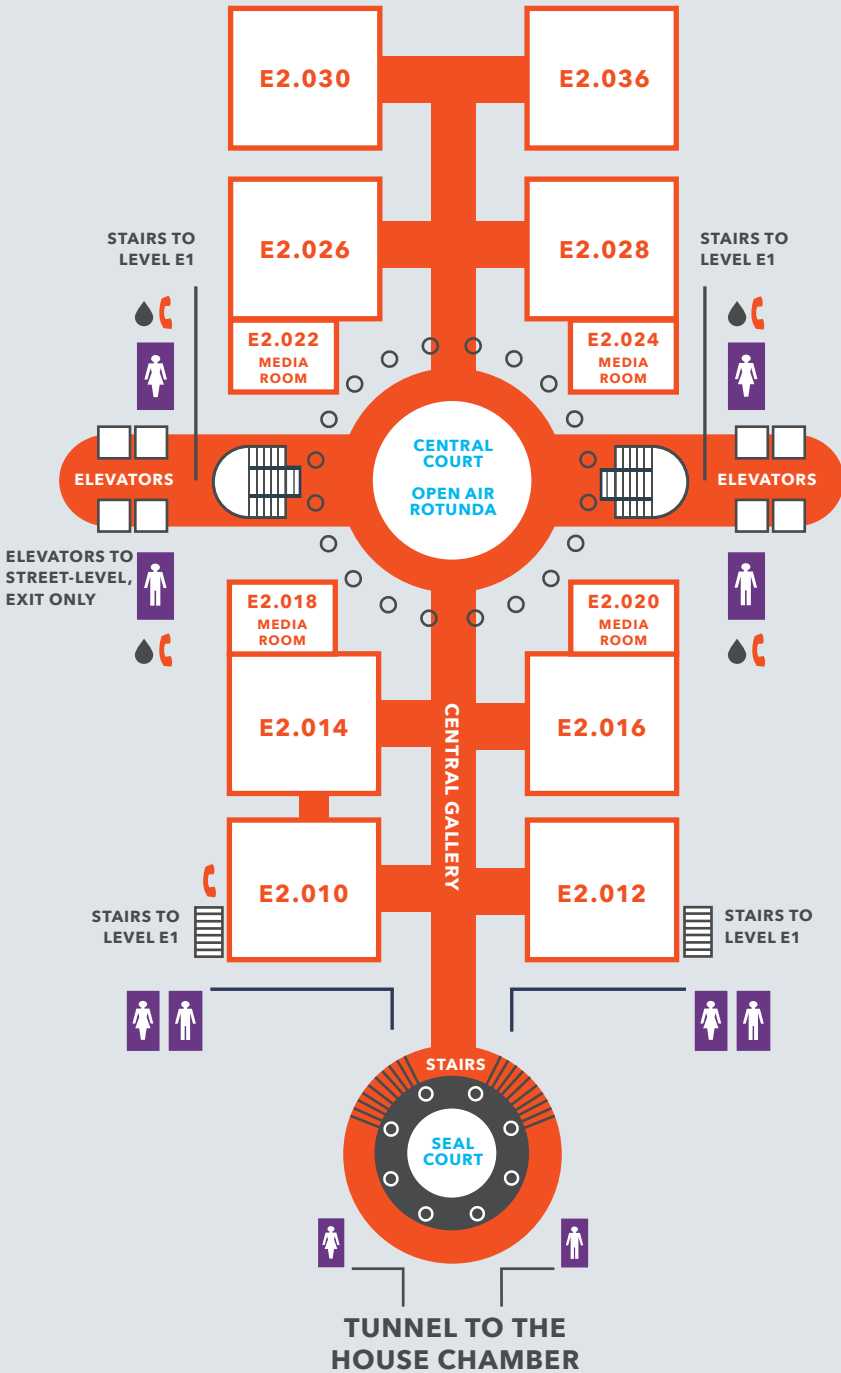 E2.030
E2.036
STAIRS TO
LEVEL E1
E2.026
E2.028
STAIRS TO
LEVEL E1
E2.022
MEDIA
ROOM
E2.024
MEDIA
ROOM
CENTRAL
COURT
OPEN AIR
ROTUNDA
ELEVATORS
ELEVATORS
ELEVATORS TO
STREET-LEVEL,
EXIT ONLY
E2.018
MEDIA
ROOM
E2.020
MEDIA
ROOM
E2.014
E2.016
CENTRAL GALLERY
E2.010
E2.012
STAIRS TO
LEVEL E1
STAIRS TO
LEVEL E1
STAIRS
SEAL
COURT
TUNNEL TO THE
HOUSE CHAMBER